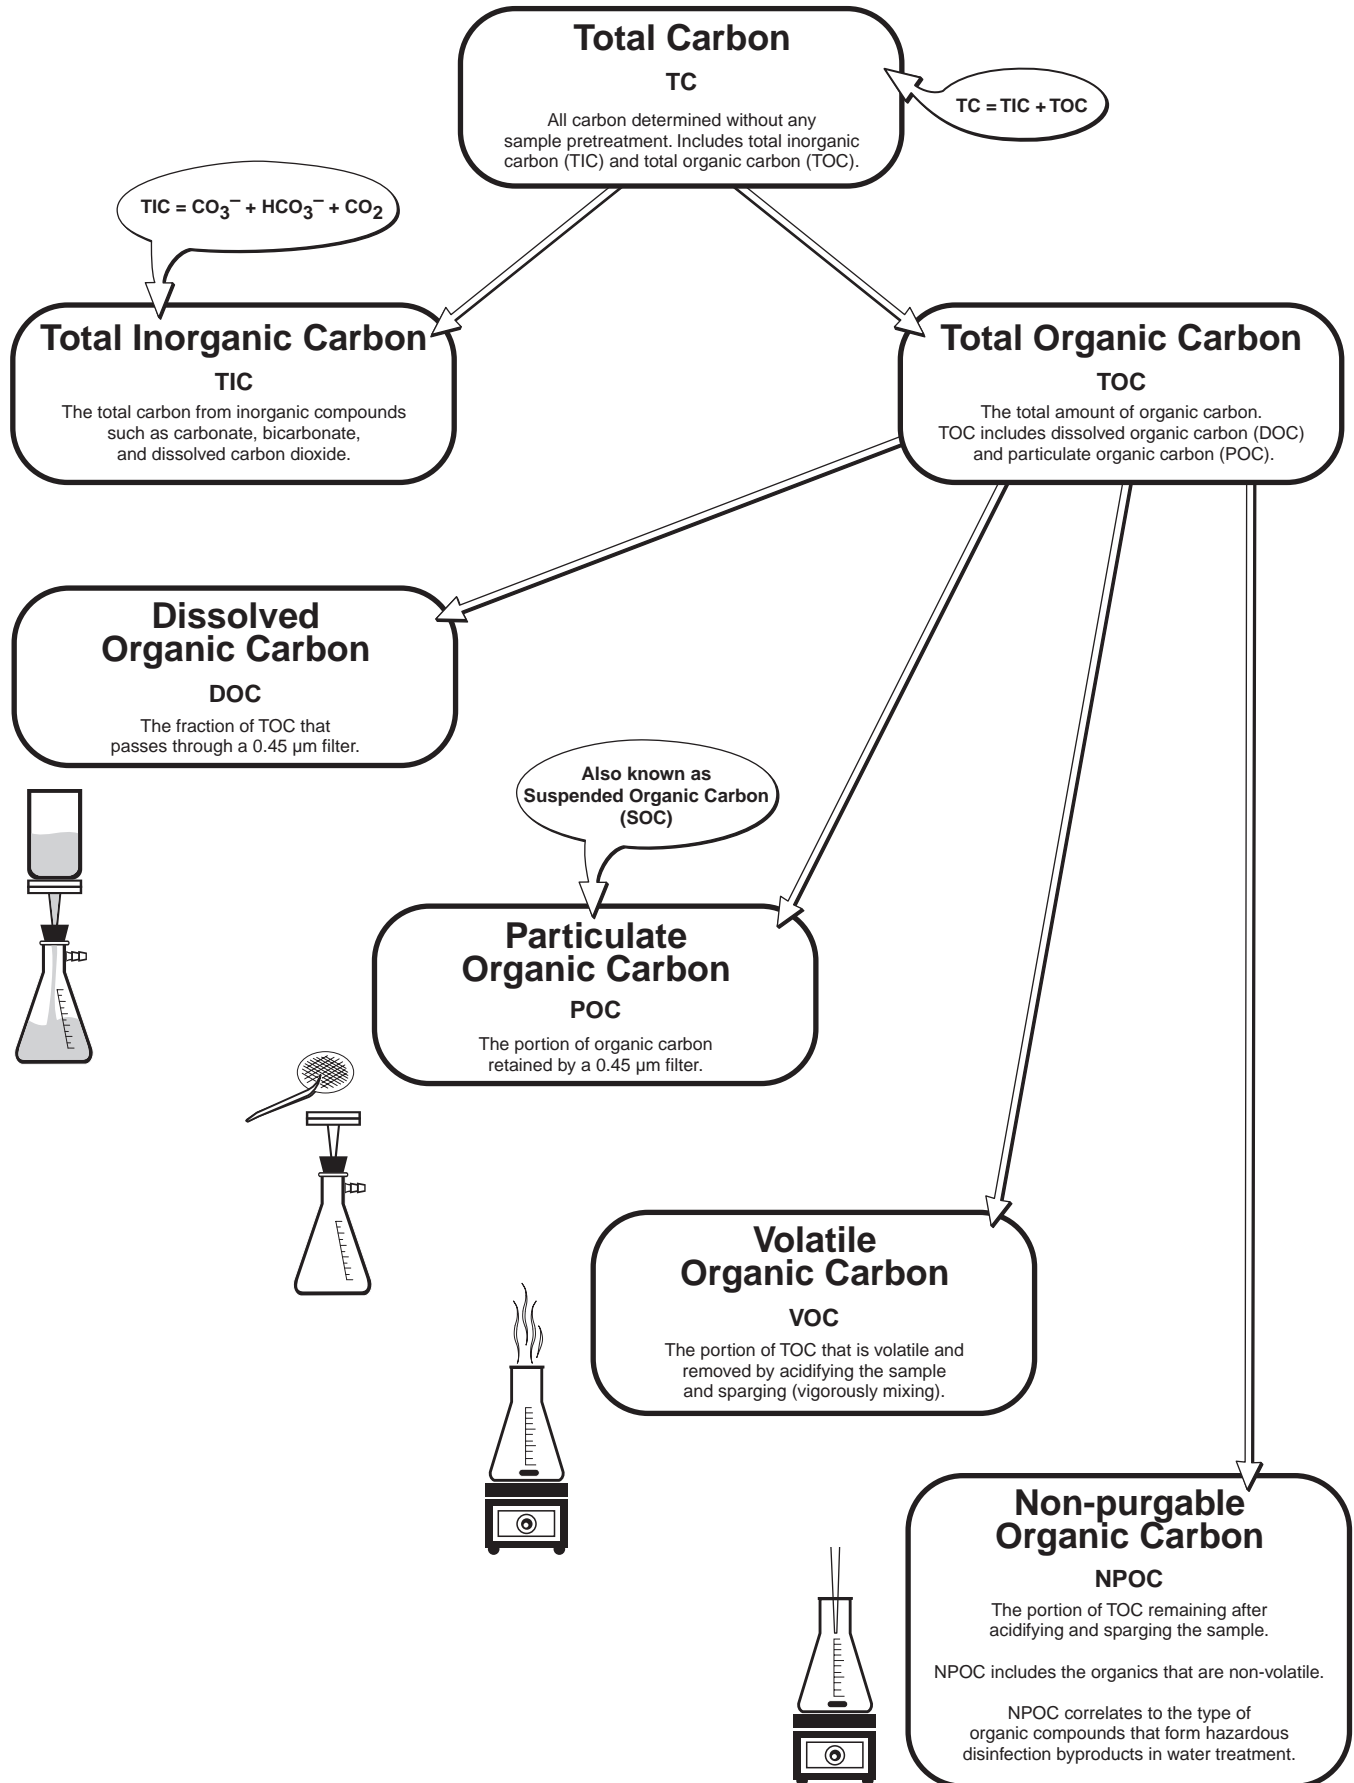 Total Carbon
TC
All carbon determined without any
sample pretreatment. Includes total inorganic
carbon (TIC) and total organic carbon (TOC).
TC = TIC + TOC
TIC = CO3– + HCO3– + CO2
Total Inorganic Carbon
TIC
The total carbon from inorganic compounds
such as carbonate, bicarbonate,
and dissolved carbon dioxide.
Total Organic Carbon
TOC
The total amount of organic carbon.
TOC includes dissolved organic carbon (DOC)
and particulate organic carbon (POC).
Dissolved
Organic Carbon
DOC
The fraction of TOC that
passes through a 0.45 µm filter.
Also known as
Suspended Organic Carbon
(SOC)
Particulate
Organic Carbon
POC
The portion of organic carbon
retained by a 0.45 µm filter.
Volatile
Organic Carbon
VOC
The portion of TOC that is volatile and
removed by acidifying the sample
and sparging (vigorously mixing).
Non-purgable
Organic Carbon
NPOC
The portion of TOC remaining after
acidifying and sparging the sample.
NPOC includes the organics that are non-volatile.
NPOC correlates to the type of
organic compounds that form hazardous
disinfection byproducts in water treatment.